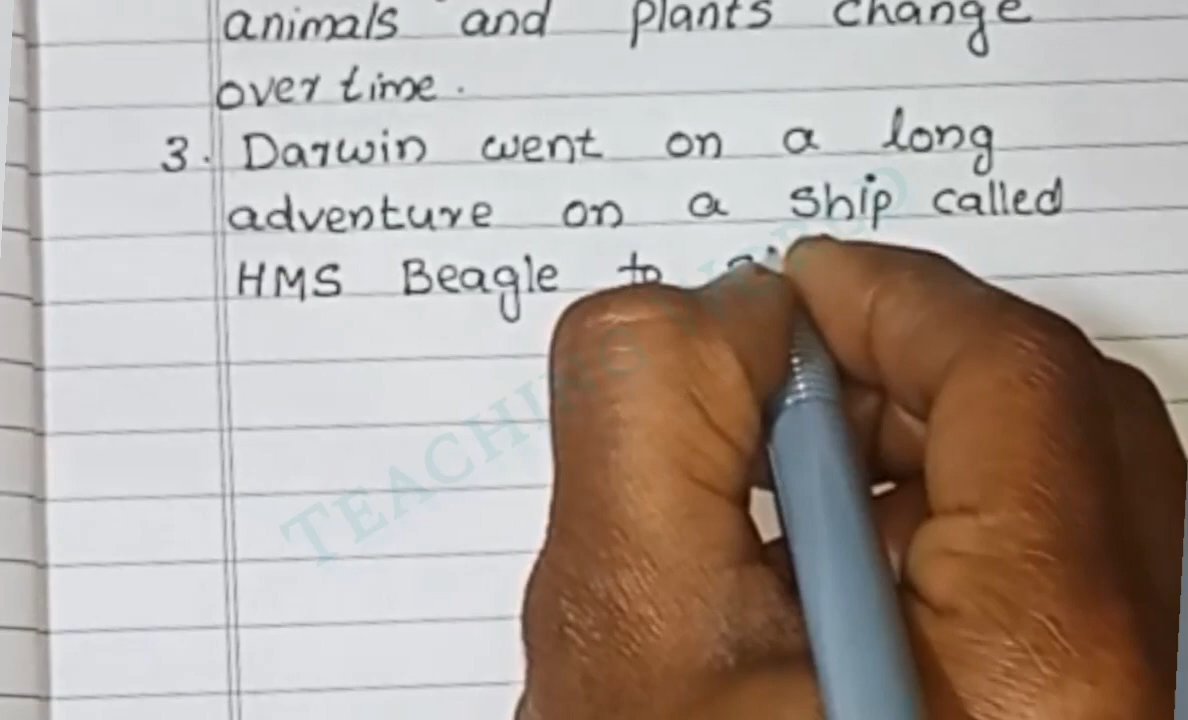 animals and plants change
over time.
3. Darwin went on a long
adventure on a ship called
HMS Beagle to